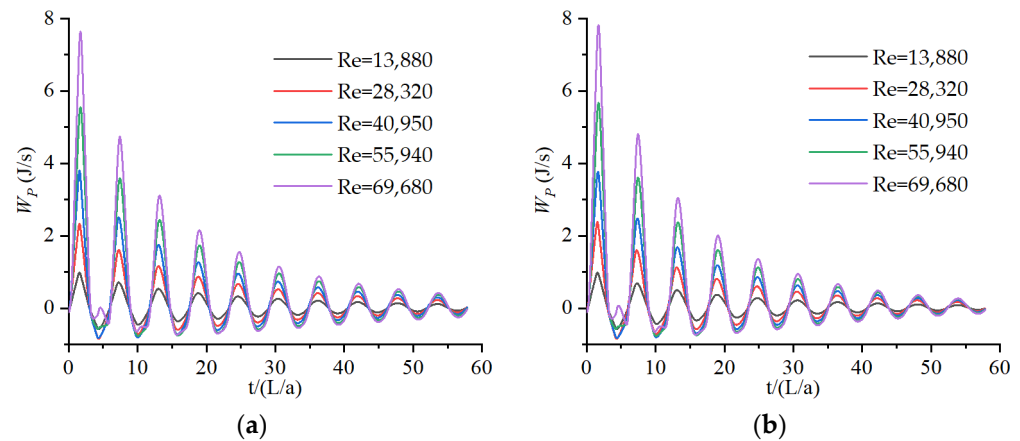 8
6
4
2
0
W_P (J/s)
Re=13,880
Re=28,320
Re=40,950
Re=55,940
Re=69,680
0 10 20 30 40 50 60
t/(L/a)
(a)
8
6
4
2
0
W_P (J/s)
Re=13,880
Re=28,320
Re=40,950
Re=55,940
Re=69,680
0 10 20 30 40 50 60
t/(L/a)
(b)